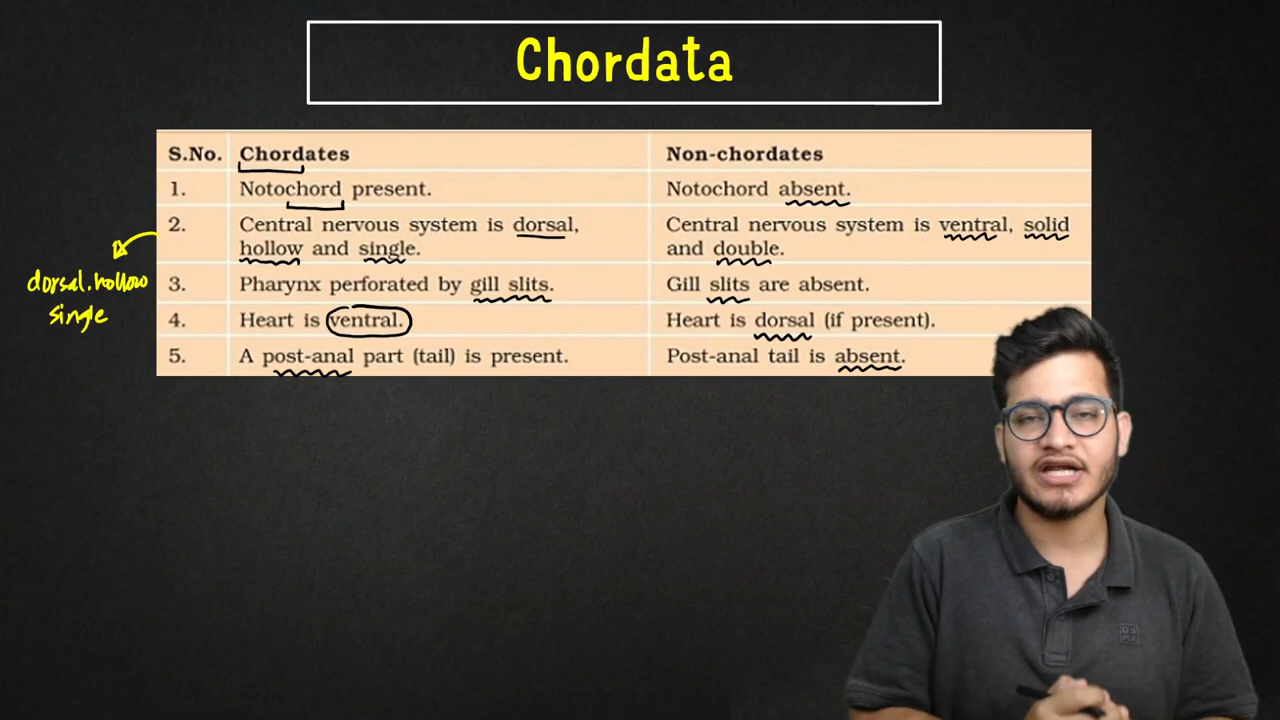 Chordata
S.No. Chordates Non-chordates
1. Notochord present. Notochord absent.
2. Central nervous system is dorsal, Central nervous system is ventral, solid
hollow and single. and double.
dorsal.hollow
single
3. Pharynx perforated by gill slits. Gill slits are absent.
4. Heart is ventral. Heart is dorsal (if present).
5. A post-anal part (tail) is present. Post-anal tail is absent.